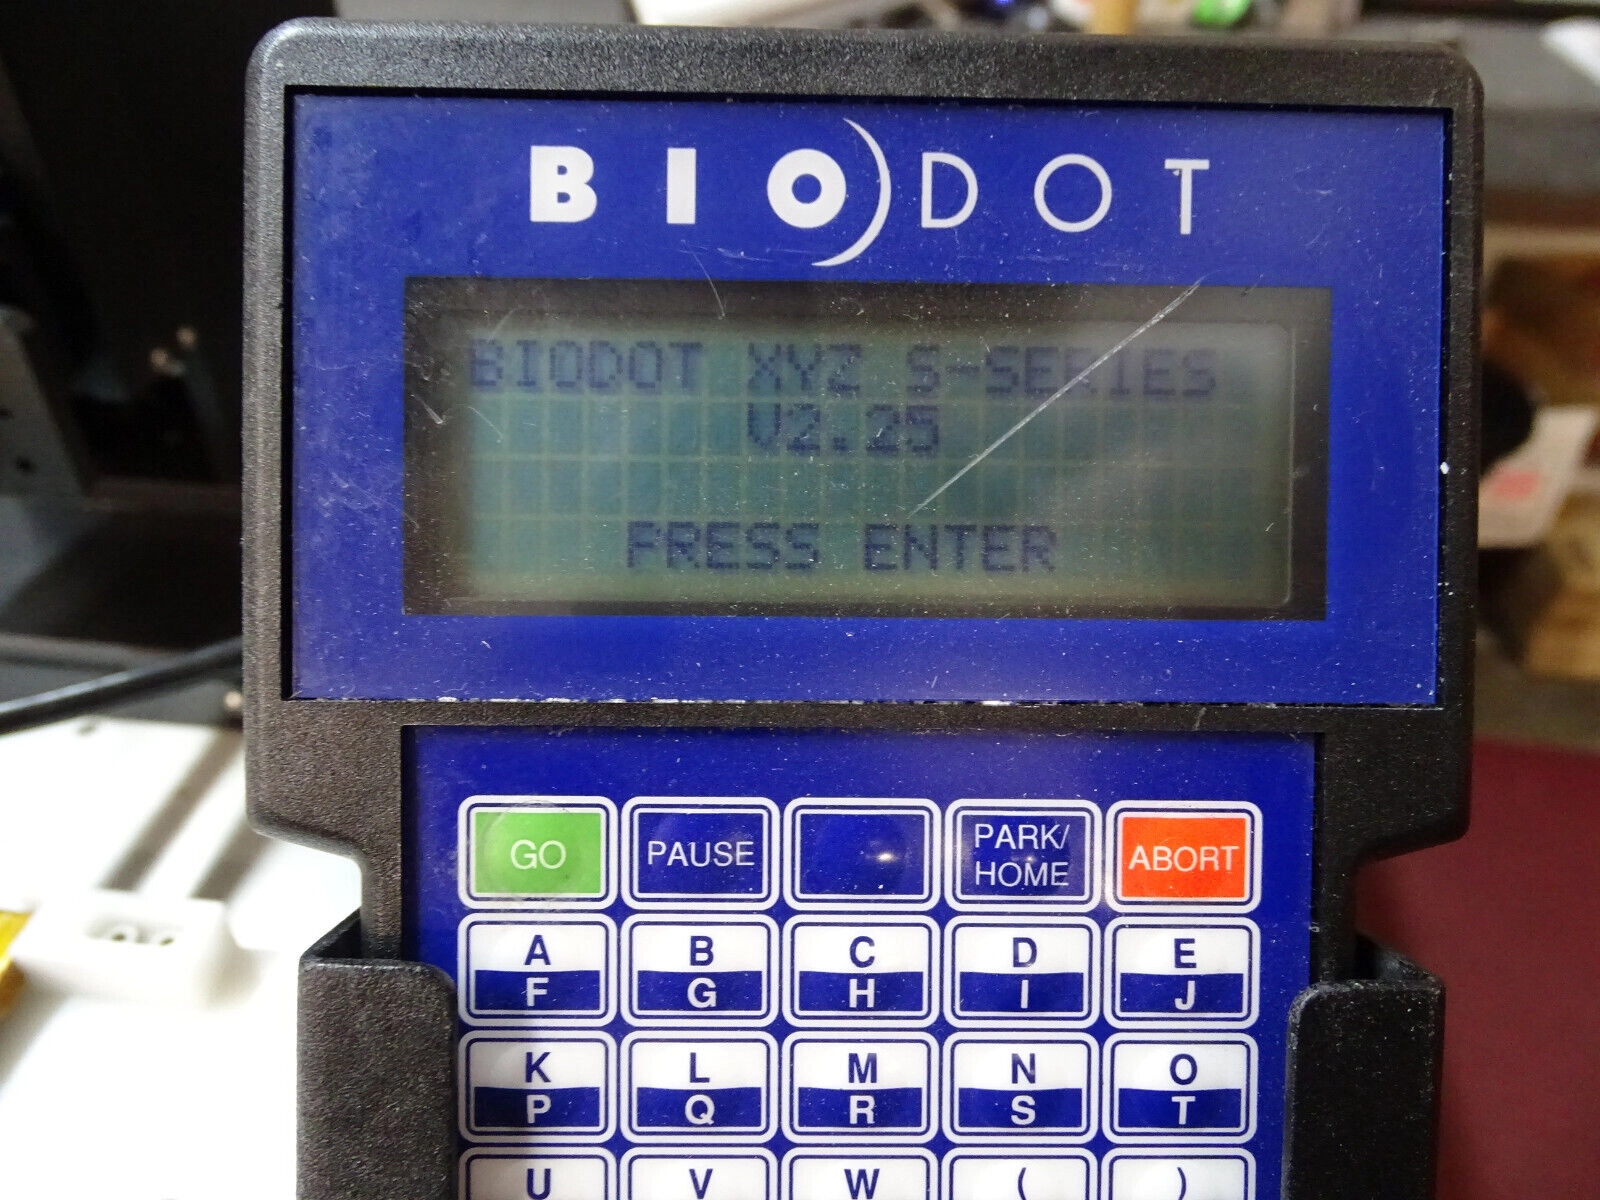 BIODOT
BIODOT XYZ S-SERIES
V2.25
PRESS ENTER
GO PAUSE PARK/HOME ABORT
A B C D E
F G H I J
K L M N O
P Q R S T
U V W ( )